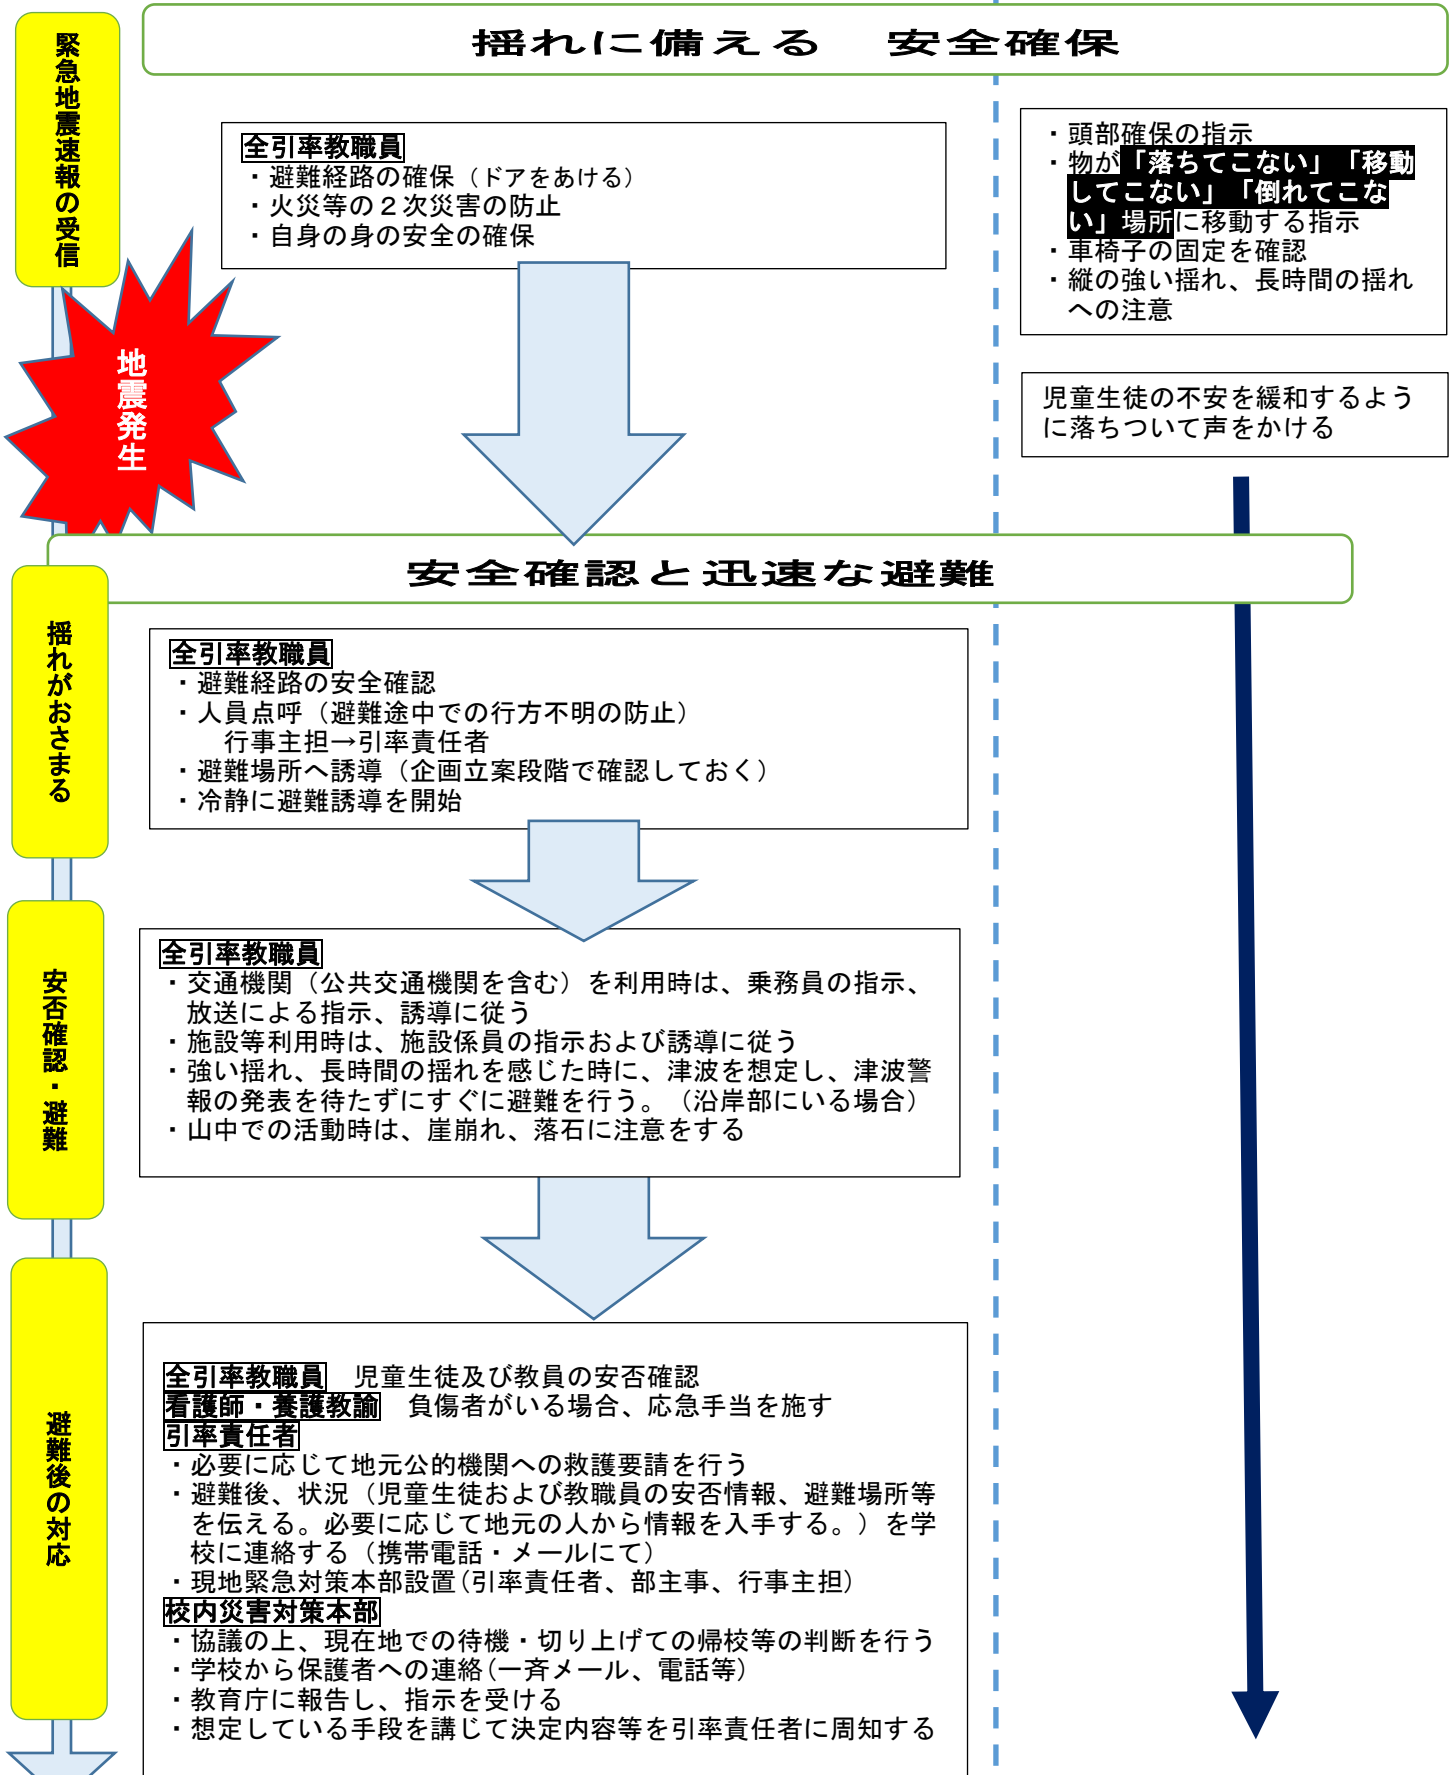 緊急地震速報の受信
揺れに備える　安全確保
全引率教職員
・避難経路の確保（ドアをあける）
・火災等の２次災害の防止
・自身の身の安全の確保
・頭部確保の指示
・物が「落ちてこない」「移動
してこない」「倒れてこな
い」場所に移動する指示
・車椅子の固定を確認
・縦の強い揺れ、長時間の揺れ
への注意
地震発生
児童生徒の不安を緩和するよう
に落ちついて声をかける
安全確認と迅速な避難
揺れがおさまる
全引率教職員
・避難経路の安全確認
・人員点呼（避難途中での行方不明の防止）
行事主担→引率責任者
・避難場所へ誘導（企画立案段階で確認しておく）
・冷静に避難誘導を開始
安否確認・避難
全引率教職員
・交通機関（公共交通機関を含む）を利用時は、乗務員の指示、
放送による指示、誘導に従う
・施設等利用時は、施設係員の指示および誘導に従う
・強い揺れ、長時間の揺れを感じた時に、津波を想定し、津波警
報の発表を待たずにすぐに避難を行う。（沿岸部にいる場合）
・山中での活動時は、崖崩れ、落石に注意をする
避難後の対応
全引率教職員　児童生徒及び教員の安否確認
看護師・養護教諭　負傷者がいる場合、応急手当を施す
引率責任者
・必要に応じて地元公的機関への救護要請を行う
・避難後、状況（児童生徒および教職員の安否情報、避難場所等
を伝える。必要に応じて地元の人から情報を入手する。）を学
校に連絡する（携帯電話・メールにて）
・現地緊急対策本部設置(引率責任者、部主事、行事主担)
校内災害対策本部
・協議の上、現在地での待機・切り上げての帰校等の判断を行う
・学校から保護者への連絡(一斉メール、電話等)
・教育庁に報告し、指示を受ける
・想定している手段を講じて決定内容等を引率責任者に周知する